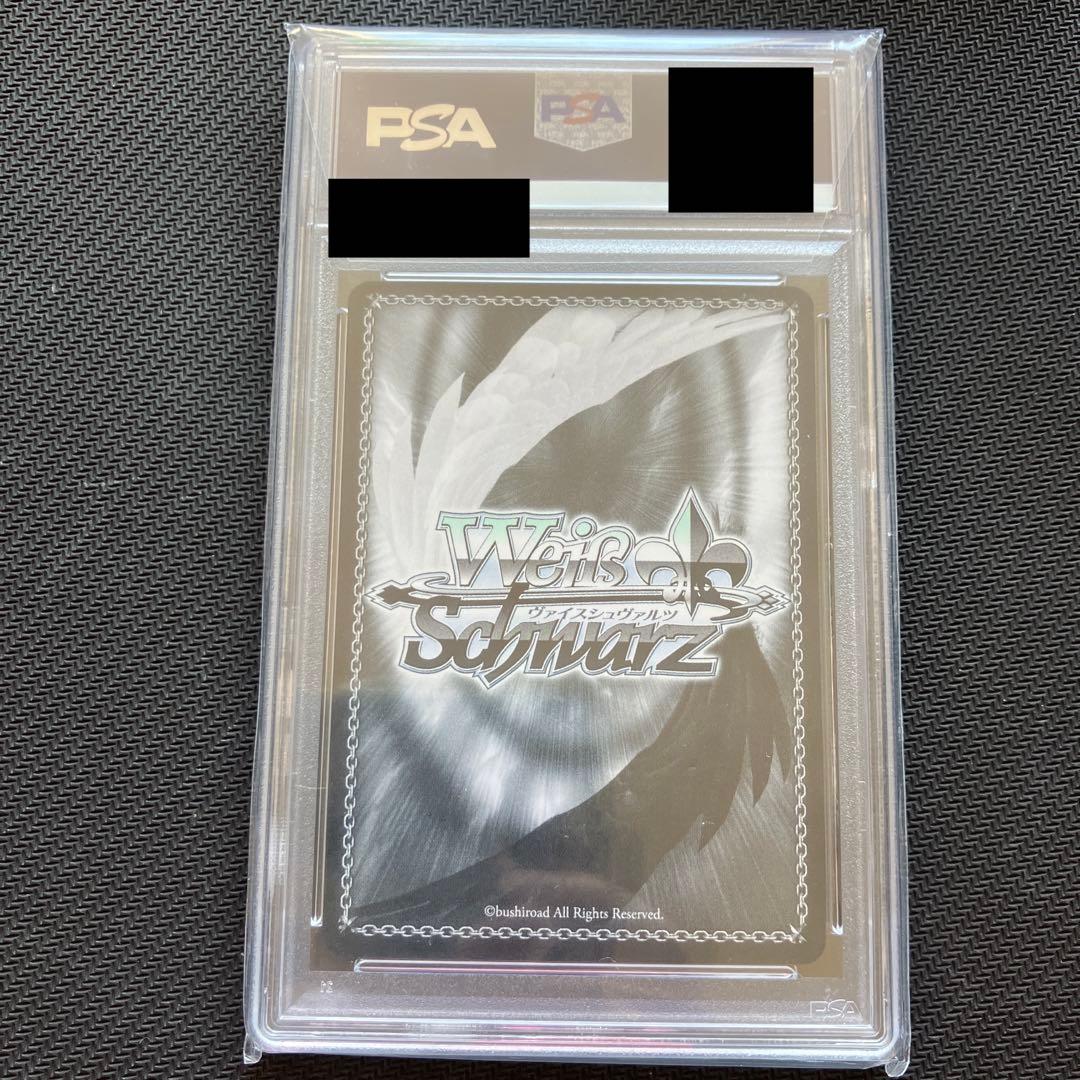 PSA
PSA
Weiß
ヴァイスシュヴァルツ
Schwarz
©bushiroad All Rights Reserved.
PSA